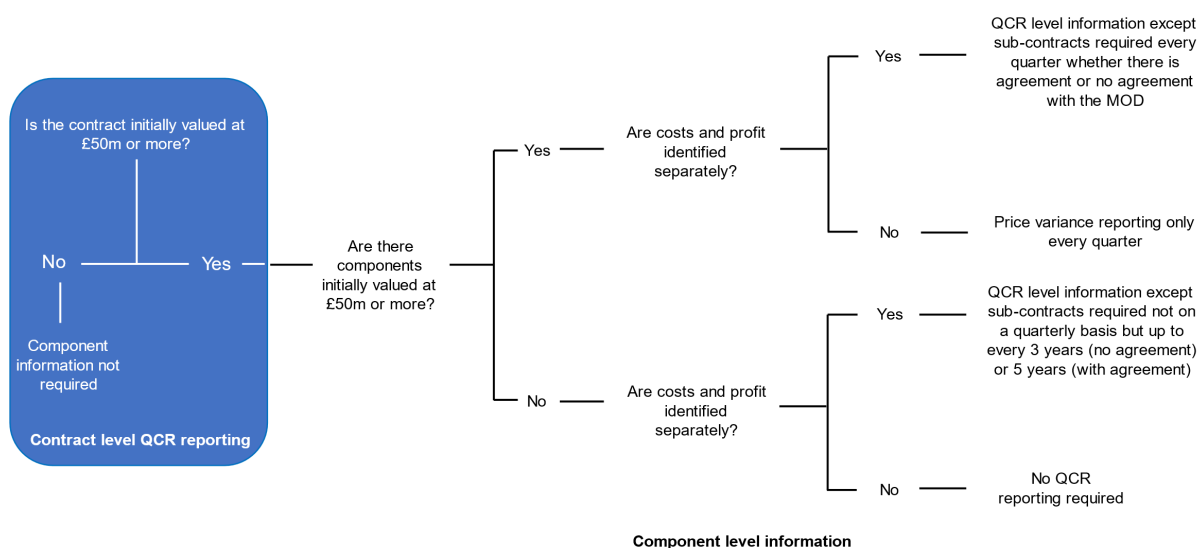 Is the contract initially valued at
£50m or more?
No
Yes
Component
information not
required
Contract level QCR reporting
Are there
components
initially valued at
£50m or more?
Yes
Are costs and profit
identified
separately?
Yes
QCR level information except
sub-contracts required every
quarter whether there is
agreement or no agreement
with the MOD
No
Price variance reporting only
every quarter
No
Are costs and profit
identified
separately?
Yes
QCR level information except
sub-contracts required not on
a quarterly basis but up to
every 3 years (no agreement)
or 5 years (with agreement)
No
No QCR
reporting required
Component level information